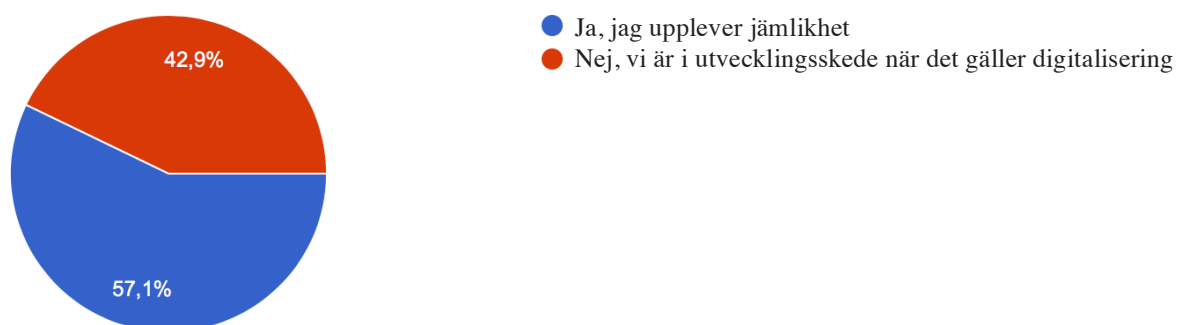 Ja, jag upplever jämlikhet
Nej, vi är i utvecklingsskede när det gäller digitalisering
42,9%
57,1%